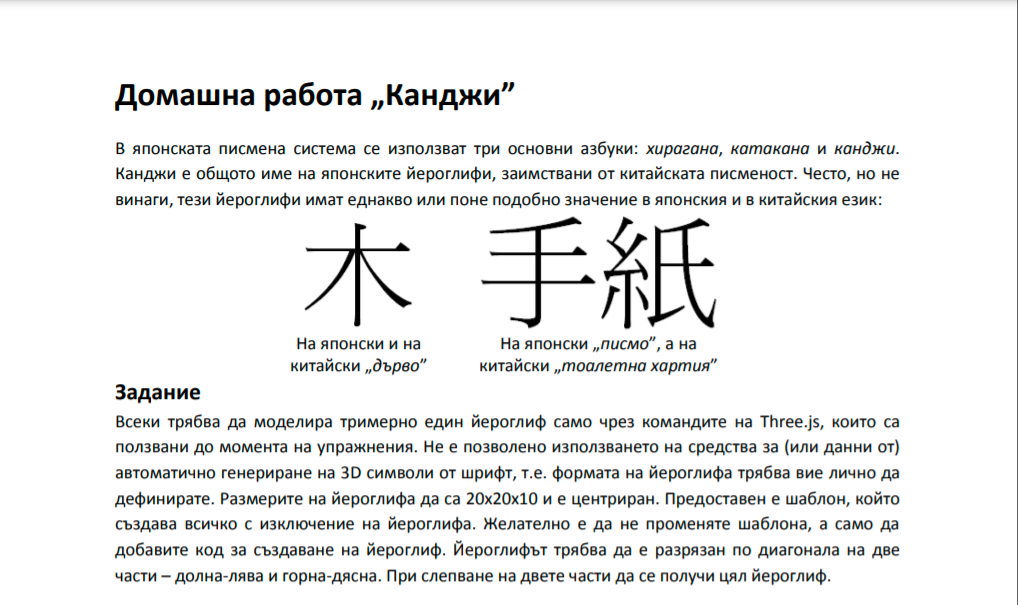 Домашна работа „Канджи”
В японската писмена система се използват три основни азбуки: хирагана, катакана и канджи.
Канджи е общото име на японските йероглифи, заимствани от китайската писменост. Често, но не
винаги, тези йероглифи имат еднакво или поне подобно значение в японския и в китайския език:
木 手紙
На японски и на
китайски „дърво”
На японски „писмо”, а на
китайски „тоалетна хартия”
Задание
Всеки трябва да моделира тримерно един йероглиф само чрез командите на Three.js, които са
ползвани до момента на упражнения. Не е позволено използването на средства за (или данни от)
автоматично генериране на 3D символи от шрифт, т.е. формата на йероглифа трябва вие лично да
дефинирате. Размерите на йероглифа да са 20x20x10 и е центриран. Предоставен е шаблон, който
създава всичко с изключение на йероглифа. Желателно е да не променяте шаблона, а само да
добавите код за създаване на йероглиф. Йероглифът трябва да е разрязан по диагонала на две
части – долна-лява и горна-дясна. При слепване на двете части да се получи цял йероглиф.